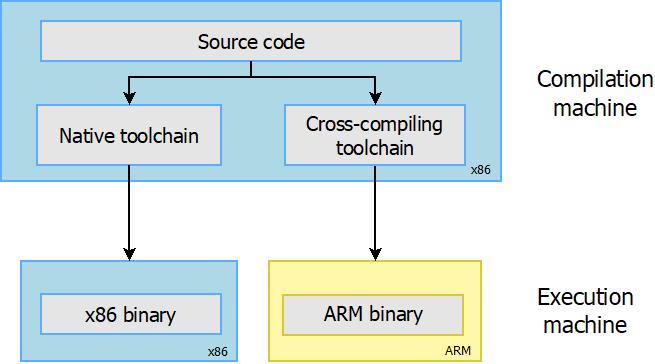 Source code
Compilation
machine
Native toolchain
Cross-compiling
toolchain
x86
x86 binary
x86
ARM binary
ARM
Execution
machine